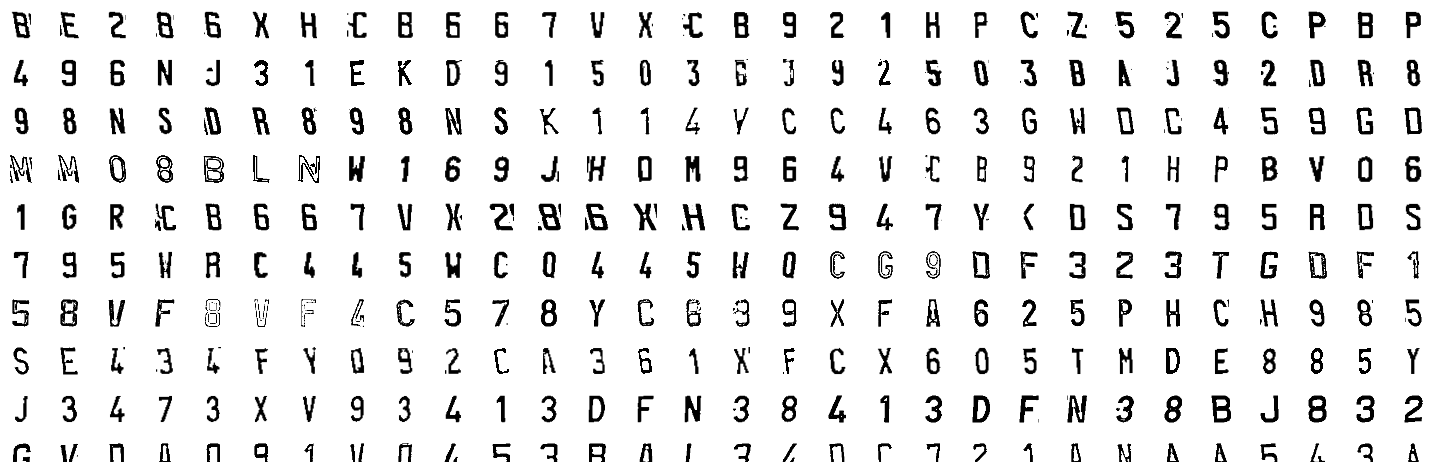 B E 2 8 6 X H C B 6 6 7 V X C B 9 2 1 H P C Z 5 2 5 C P B P
4 9 6 N J 3 1 E K D 9 1 5 0 3 6 J 9 2 5 0 3 B A J 9 2 D R 8
9 8 N S D R 8 9 8 N S K 1 1 4 Y C C 4 6 3 G W D C 4 5 9 G D
M M 0 8 B L N W 1 6 9 J H D M 9 6 4 V C B 9 2 1 H P B V 0 6
1 G R C B 6 6 7 V X 2 8 6 X H C Z 9 4 7 Y K D S 7 9 5 R D S
7 9 5 W R C 4 4 5 W C Q 4 4 5 W Q C G 9 D F 3 2 3 T G D F 1
5 8 V F 8 V F 4 C 5 7 8 Y C 8 3 9 X F A 6 2 5 P H C H 9 8 5
S E 4 3 4 F Y Q 9 2 C A 3 6 1 X F C X 6 0 5 T M D E 8 8 5 Y
J 3 4 7 3 X V 9 3 4 1 3 D F N 3 8 4 1 3 D F N 3 8 B J 8 3 2